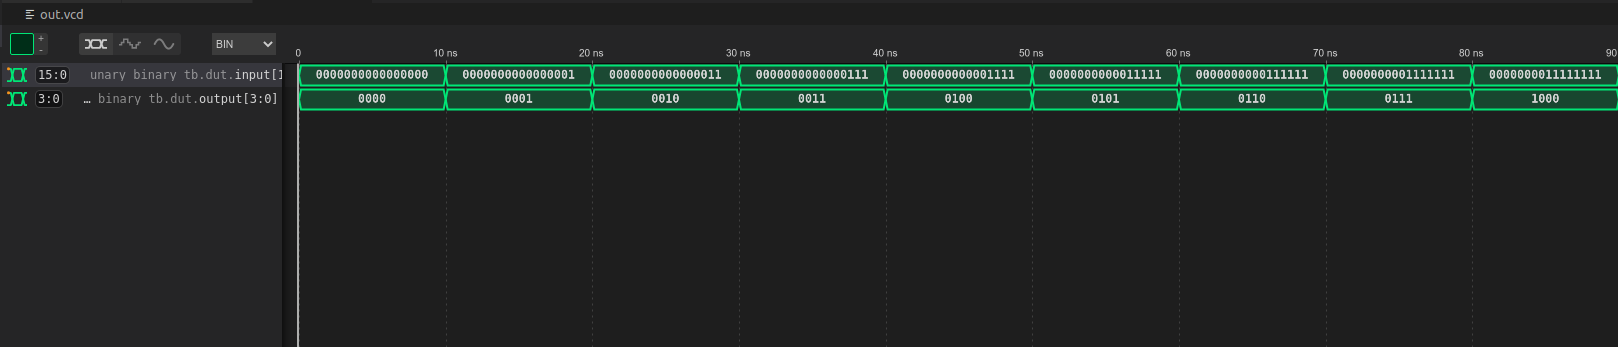 out.vcd
+
-
BIN
0 10 ns 20 ns 30 ns 40 ns 50 ns 60 ns 70 ns 80 ns 90
15:0 unary binary tb.dut.input[1 0000000000000000 0000000000000001 0000000000000011 0000000000000111 0000000000001111 0000000000011111 0000000000111111 0000000001111111 0000000011111111
3:0 … binary tb.dut.output[3:0] 0000 0001 0010 0011 0100 0101 0110 0111 1000